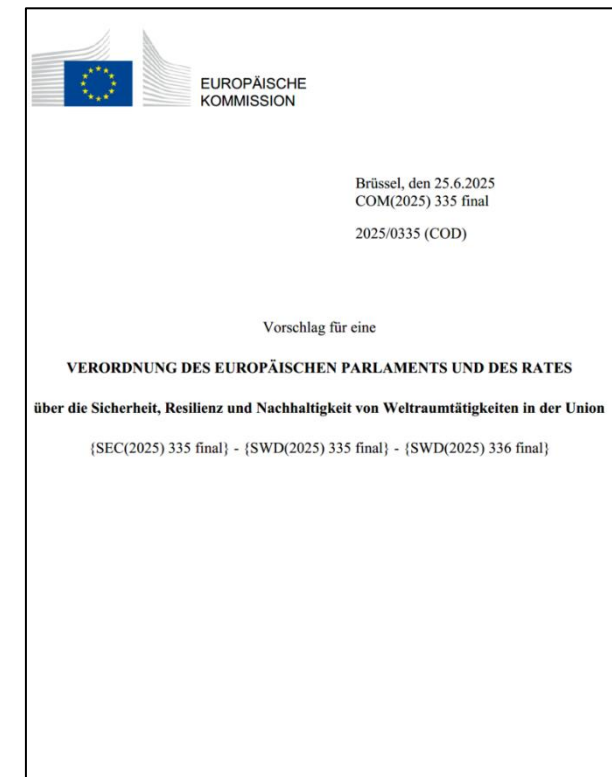 EUROPÄISCHE
KOMMISSION
Brüssel, den 25.6.2025
COM(2025) 335 final
2025/0335 (COD)
Vorschlag für eine
VERORDNUNG DES EUROPÄISCHEN PARLAMENTS UND DES RATES
über die Sicherheit, Resilienz und Nachhaltigkeit von Weltraumtätigkeiten in der Union
{SEC(2025) 335 final} - {SWD(2025) 335 final} - {SWD(2025) 336 final}